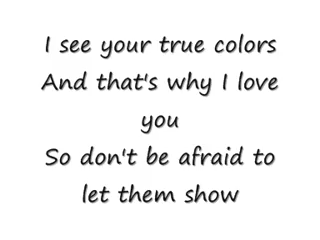 I see your true colors
And that's why I love
you
So don't be afraid to
let them show